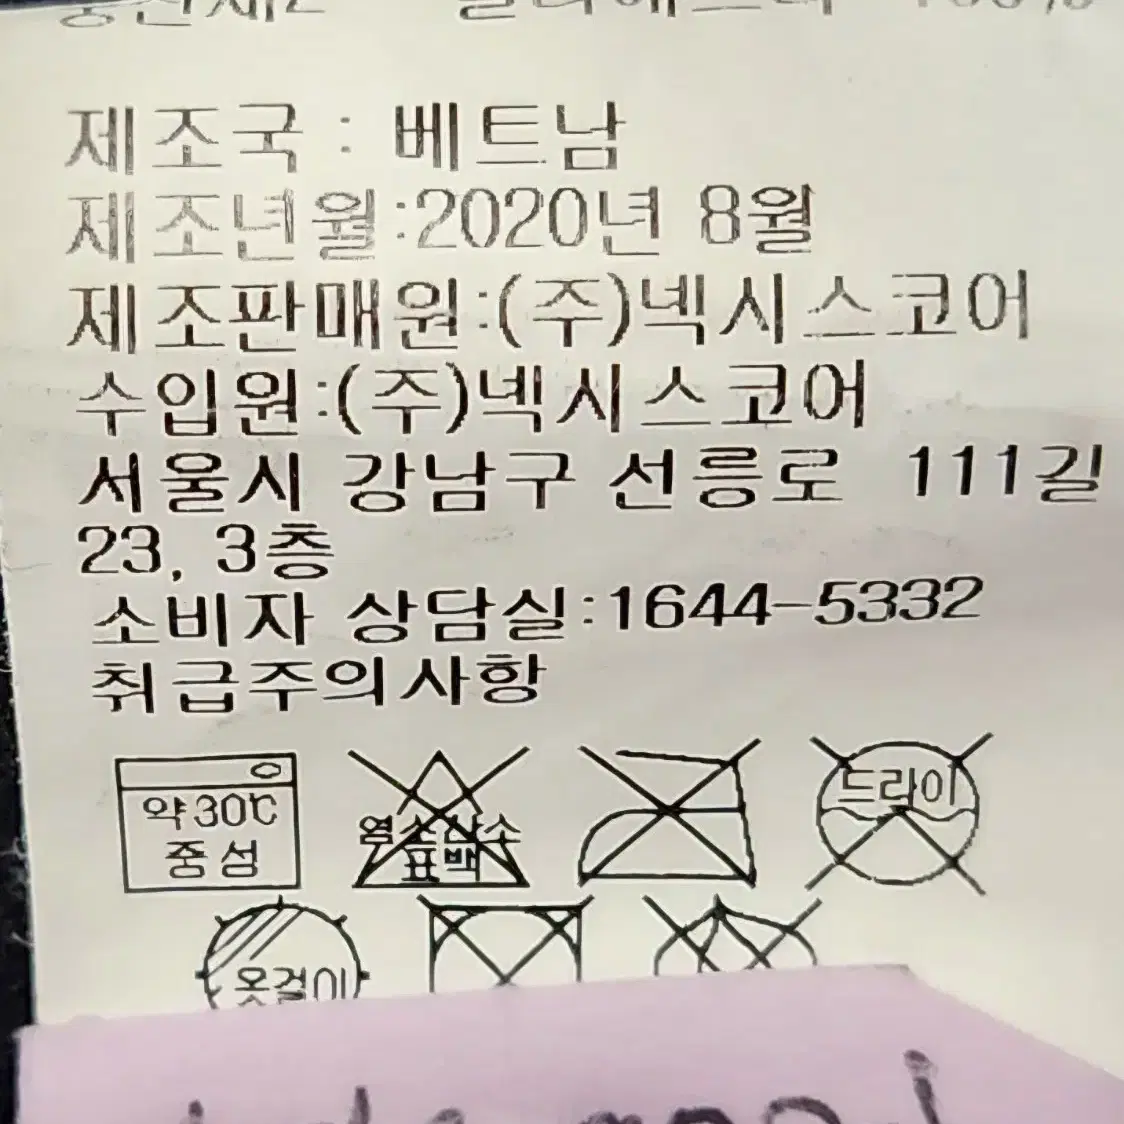 제조국 : 베트남
제조년월:2020년 8월
제조판매원:(주)넥시스코어
수입원:(주)넥시스코어
서울시 강남구 선릉로 111길
23, 3층
소비자 상담실:1644-5332
취급주의사항
약30℃
중성
염소산소
표백
드라이
옷걸이